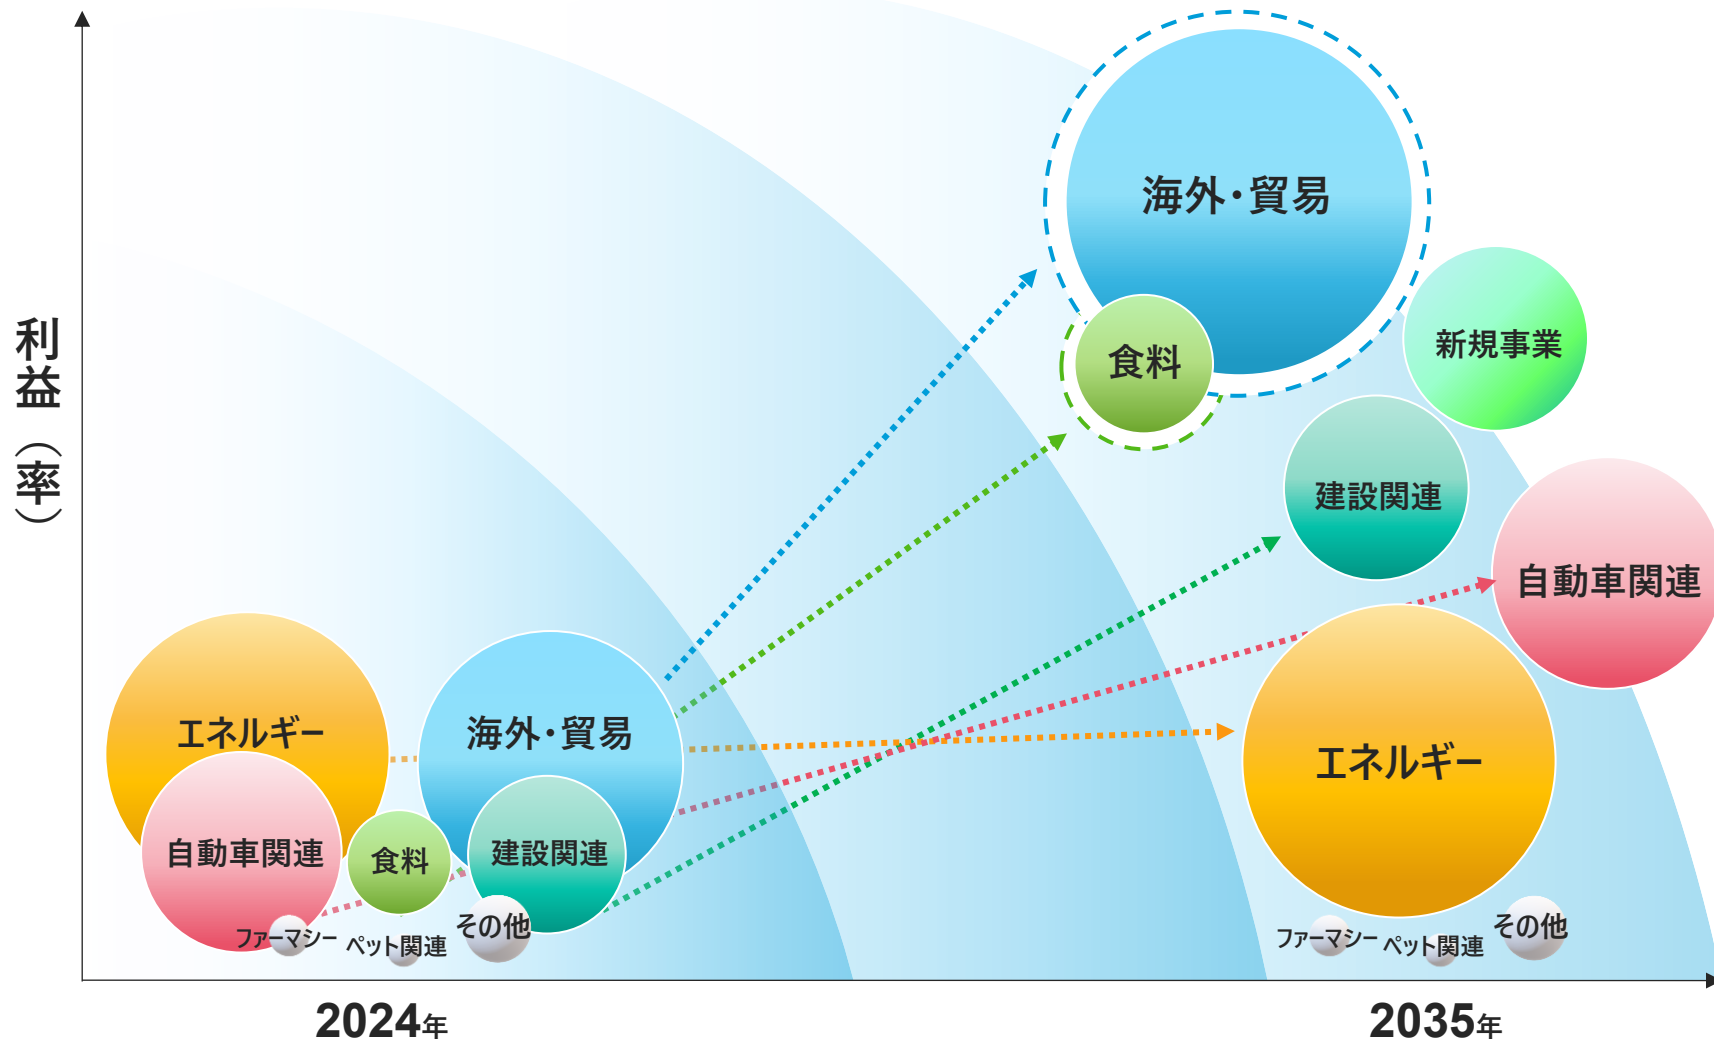 利益（率）
海外・貿易
食料
新規事業
建設関連
自動車関連
エネルギー
ファーマシー
ペット関連
その他
エネルギー
海外・貿易
自動車関連
食料
建設関連
ファーマシー
ペット関連
その他
2024年
2035年